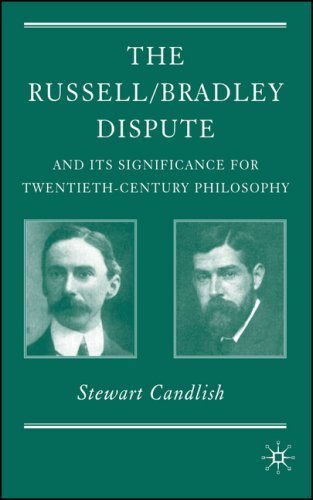 THE
RUSSELL/BRADLEY
DISPUTE
AND ITS SIGNIFICANCE FOR
TWENTIETH-CENTURY PHILOSOPHY
Stewart Candlish